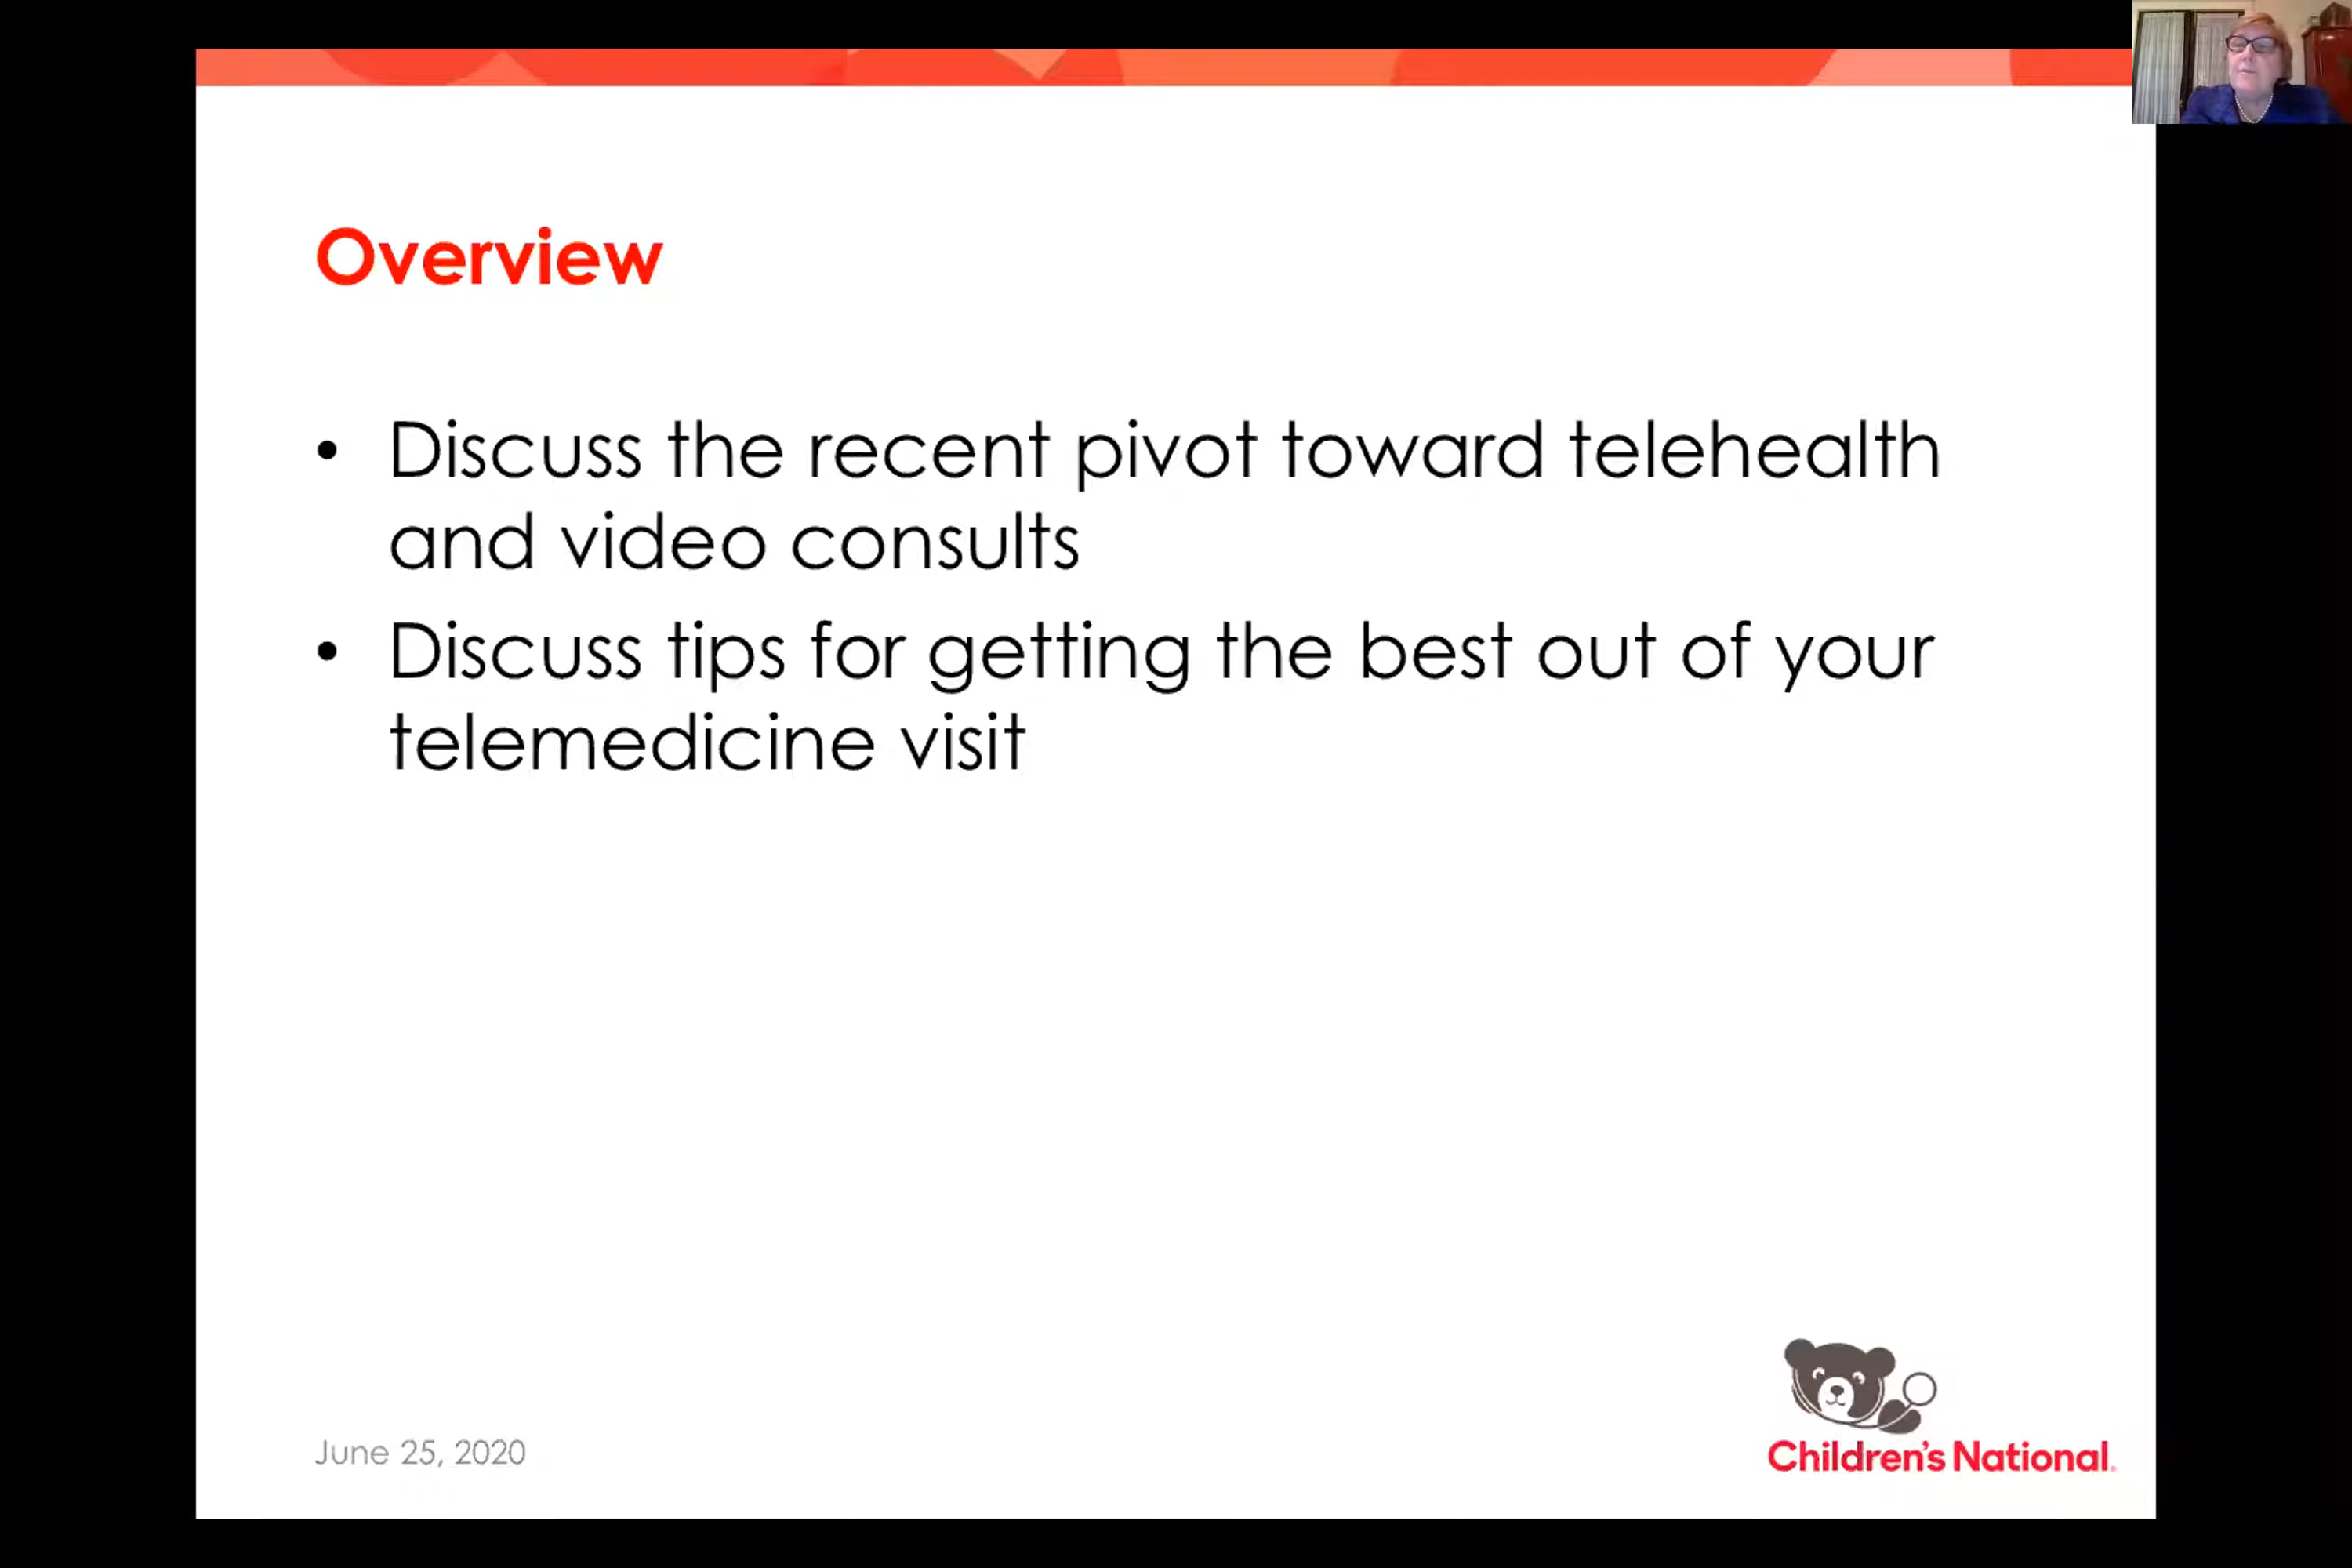 Overview
• Discuss the recent pivot toward telehealth
and video consults
• Discuss tips for getting the best out of your
telemedicine visit
June 25, 2020
Children's National